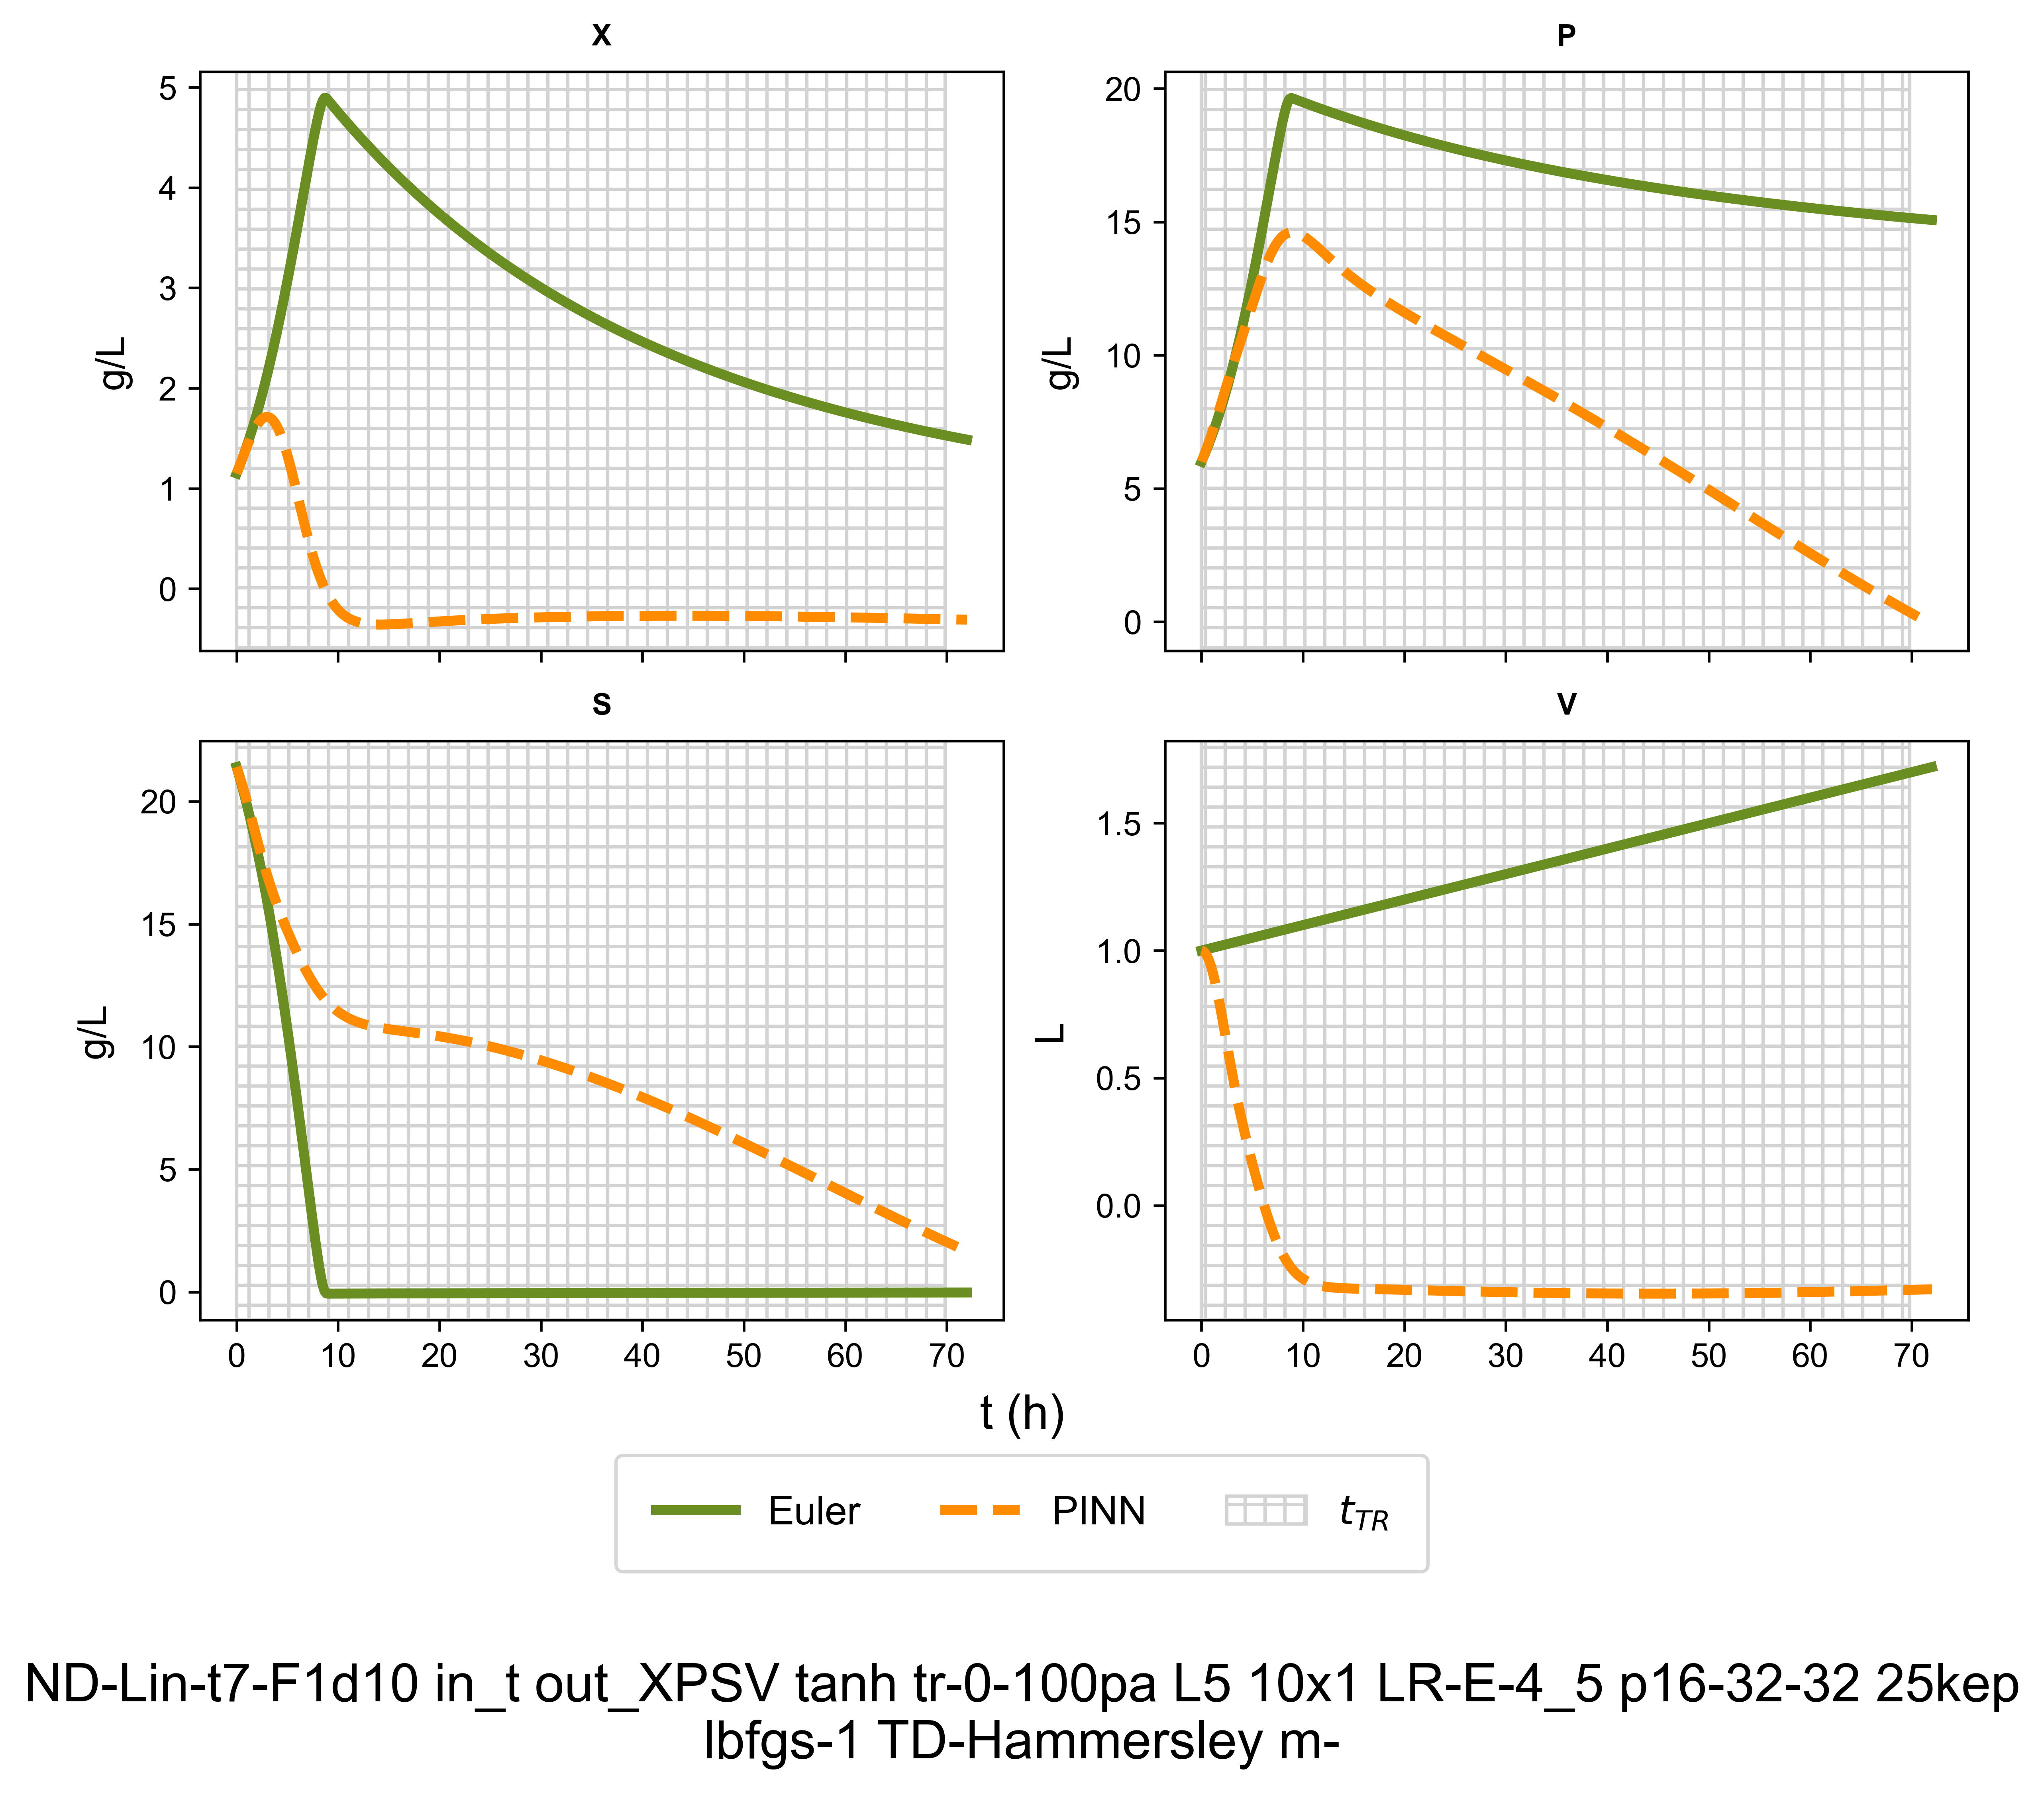 X
P
5
4
3
2
1
0
g/L
20
15
10
5
0
g/L
S
V
20
15
10
5
0
g/L
1.5
1.0
0.5
0.0
L
0 10 20 30 40 50 60 70
0 10 20 30 40 50 60 70
t (h)
Euler PINN t_TR
ND-Lin-t7-F1d10 in_t out_XPSV tanh tr-0-100pa L5 10x1 LR-E-4_5 p16-32-32 25kep
lbfgs-1 TD-Hammersley m-